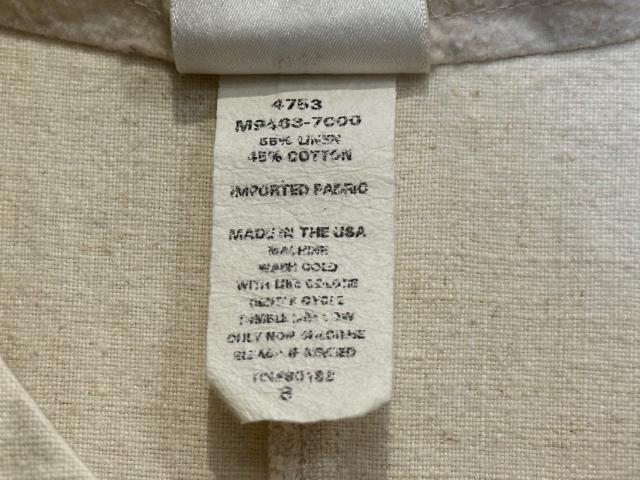 4753
M9463-7000
55% LINEN
45% COTTON
IMPORTED FABRIC
MADE IN THE USA
MACHINE
WASH COLD
WITH LIKE COLORS
GENTLE CYCLE
TUMBLE DRY LOW
ONLY NON CHLORINE
BLEACH IF NEEDED
8